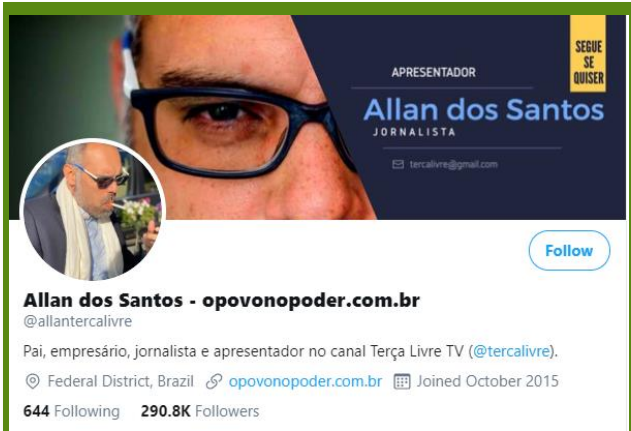 SEGUE
SE
QUISER
APRESENTADOR
Allan dos Santos
JORNALISTA
tercalivre@gmail.com
Follow
Allan dos Santos - opovonopoder.com.br
@allantercalivre
Pai, empresário, jornalista e apresentador no canal Terça Livre TV (@tercalivre).
Federal District, Brazil opovonopoder.com.br Joined October 2015
644 Following 290.8K Followers